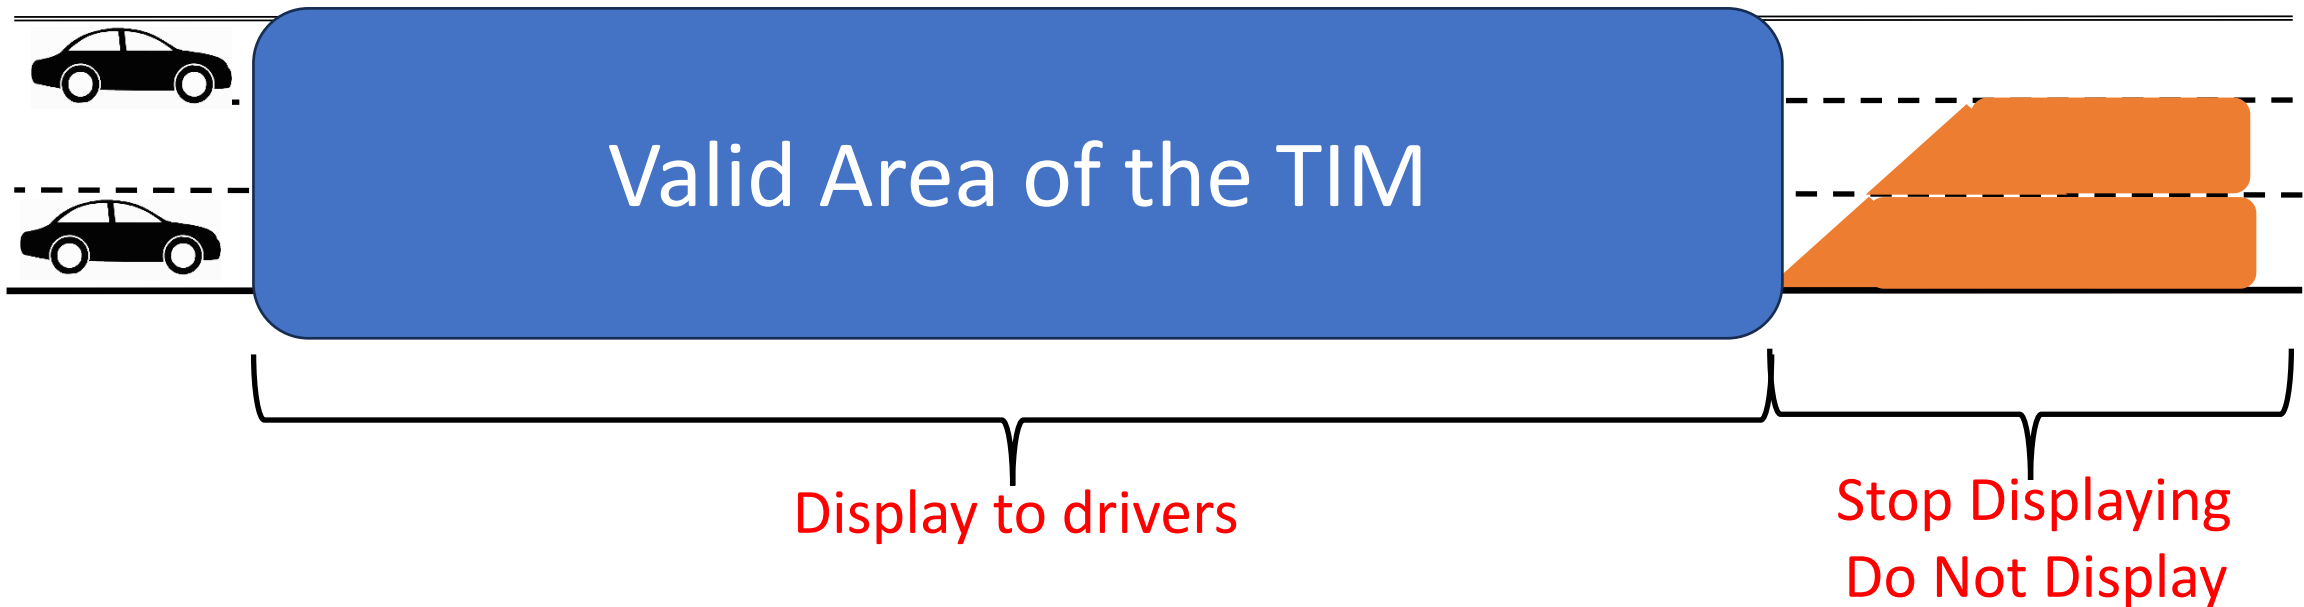 Valid Area of the TIM
Display to drivers
Stop Displaying
Do Not Display